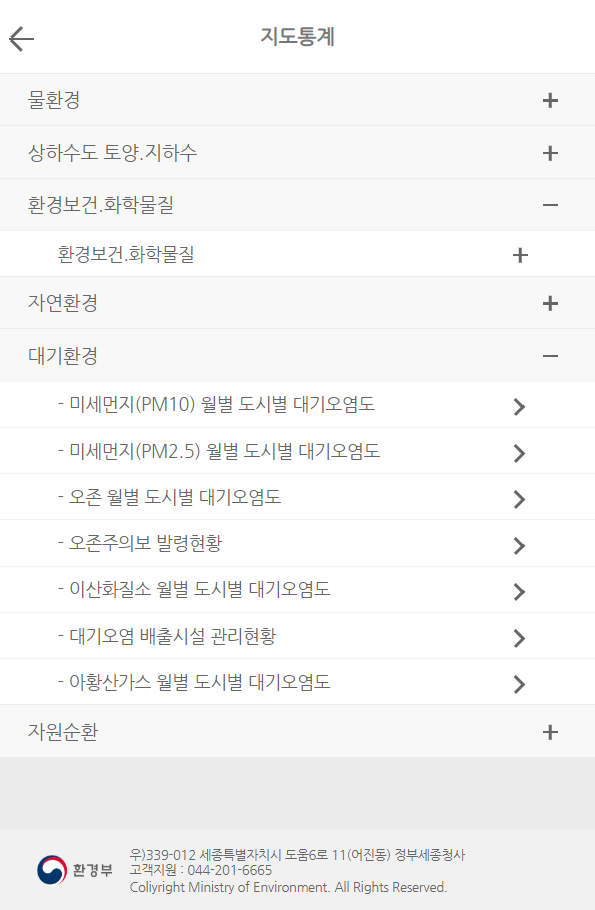 지도통계
물환경
상하수도 토양.지하수
환경보건.화학물질
환경보건.화학물질
자연환경
대기환경
- 미세먼지(PM10) 월별 도시별 대기오염도
- 미세먼지(PM2.5) 월별 도시별 대기오염도
- 오존 월별 도시별 대기오염도
- 오존주의보 발령현황
- 이산화질소 월별 도시별 대기오염도
- 대기오염 배출시설 관리현황
- 아황산가스 월별 도시별 대기오염도
자원순환
환경부
우)339-012 세종특별자치시 도움6로 11(어진동) 정부세종청사
고객지원 : 044-201-6665
Coliyright Ministry of Environment. All Rights Reserved.